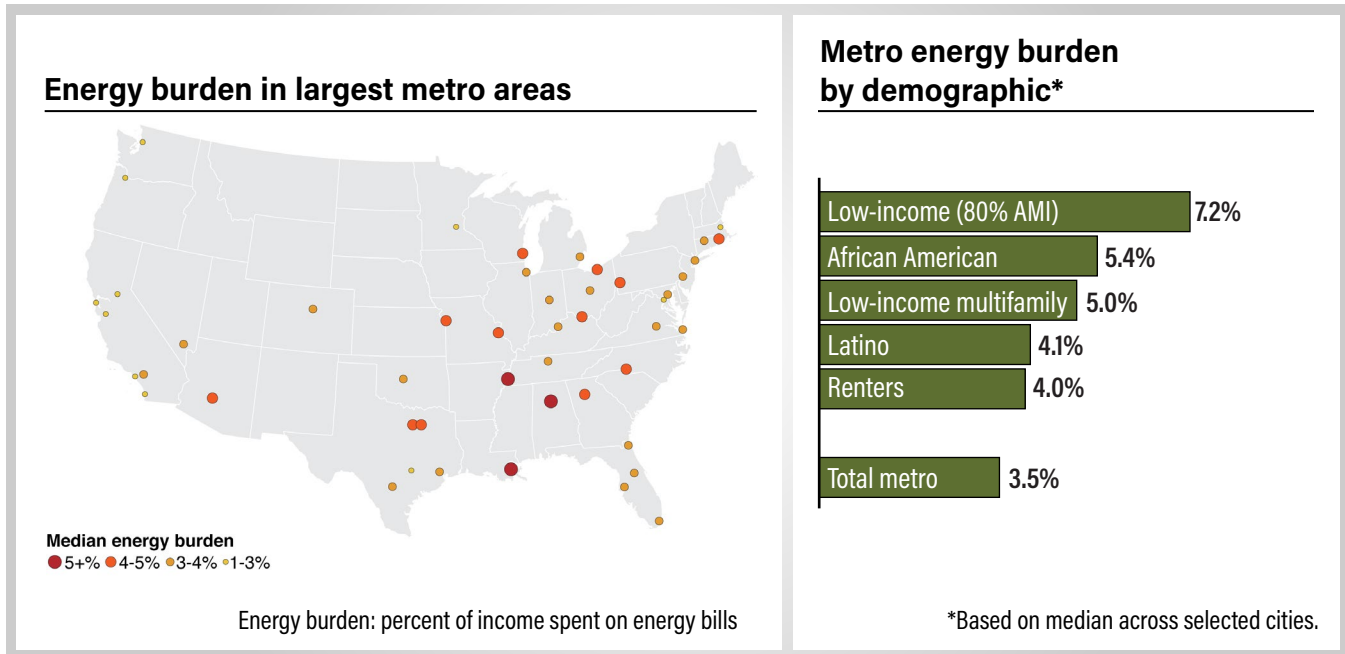 Energy burden in largest metro areas
Median energy burden
5+% 4-5% 3-4% 1-3%
Energy burden: percent of income spent on energy bills
Metro energy burden
by demographic*
Low-income (80% AMI) 7.2%
African American 5.4%
Low-income multifamily 5.0%
Latino 4.1%
Renters 4.0%
Total metro 3.5%
*Based on median across selected cities.